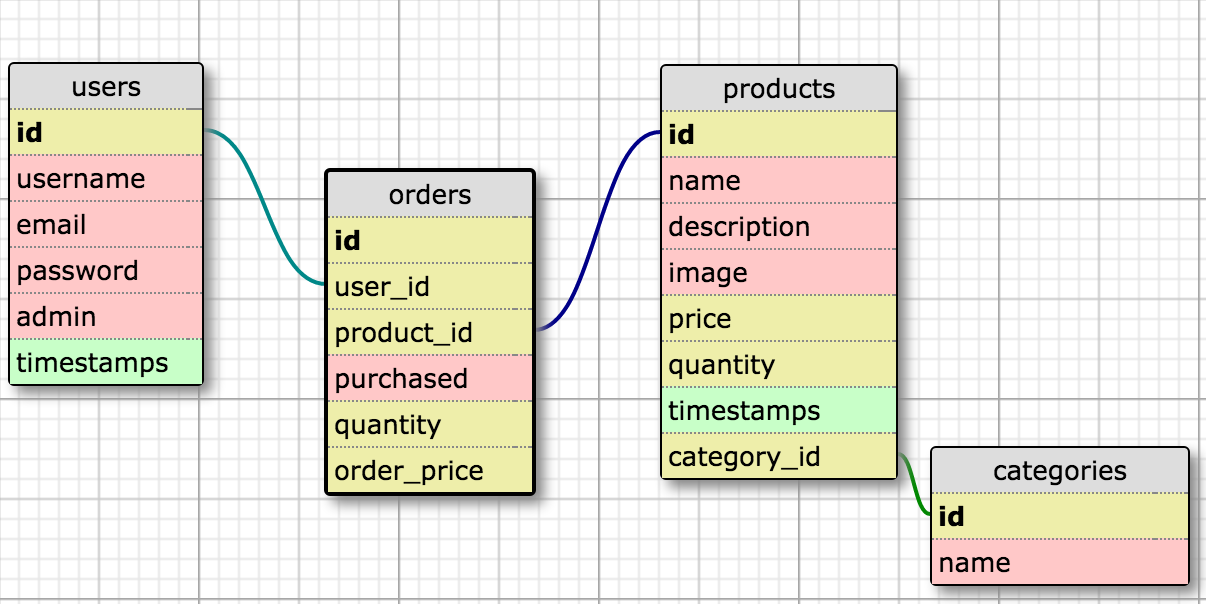 users
id
username
email
password
admin
timestamps
orders
id
user_id
product_id
purchased
quantity
order_price
products
id
name
description
image
price
quantity
timestamps
category_id
categories
id
name